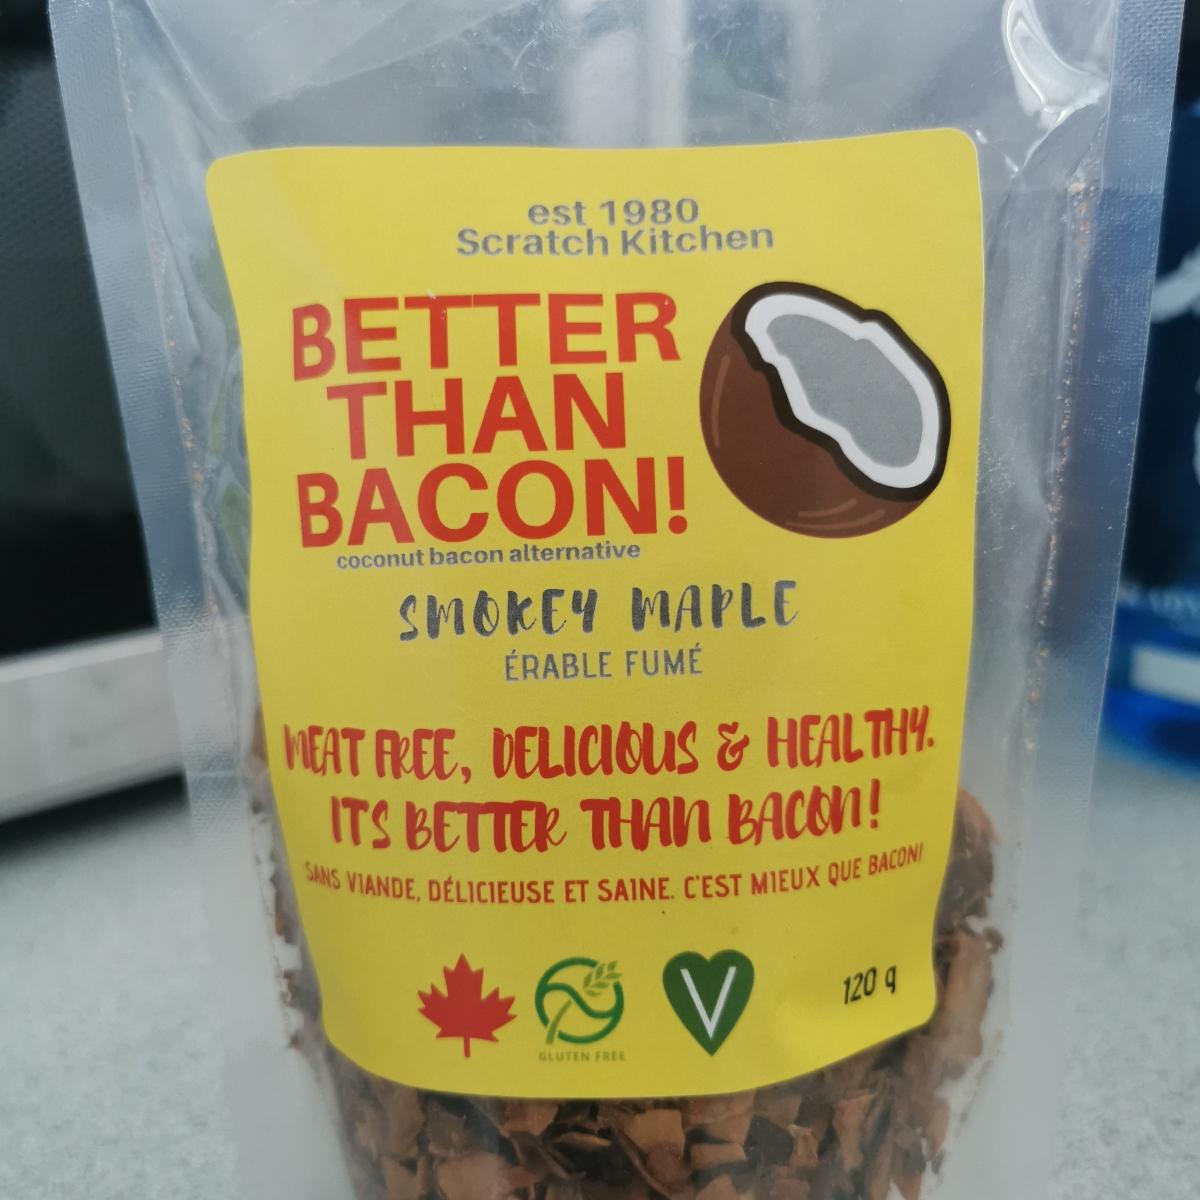 est 1980
Scratch Kitchen
BETTER
THAN
BACON!
coconut bacon alternative
SMOKEY MAPLE
ÉRABLE FUMÉ
MEAT FREE, DELICIOUS & HEALTHY.
ITS BETTER THAN BACON!
SANS VIANDE, DÉLICIEUSE ET SAINE. C'EST MIEUX QUE BACON!
GLUTEN FREE
V
120 g